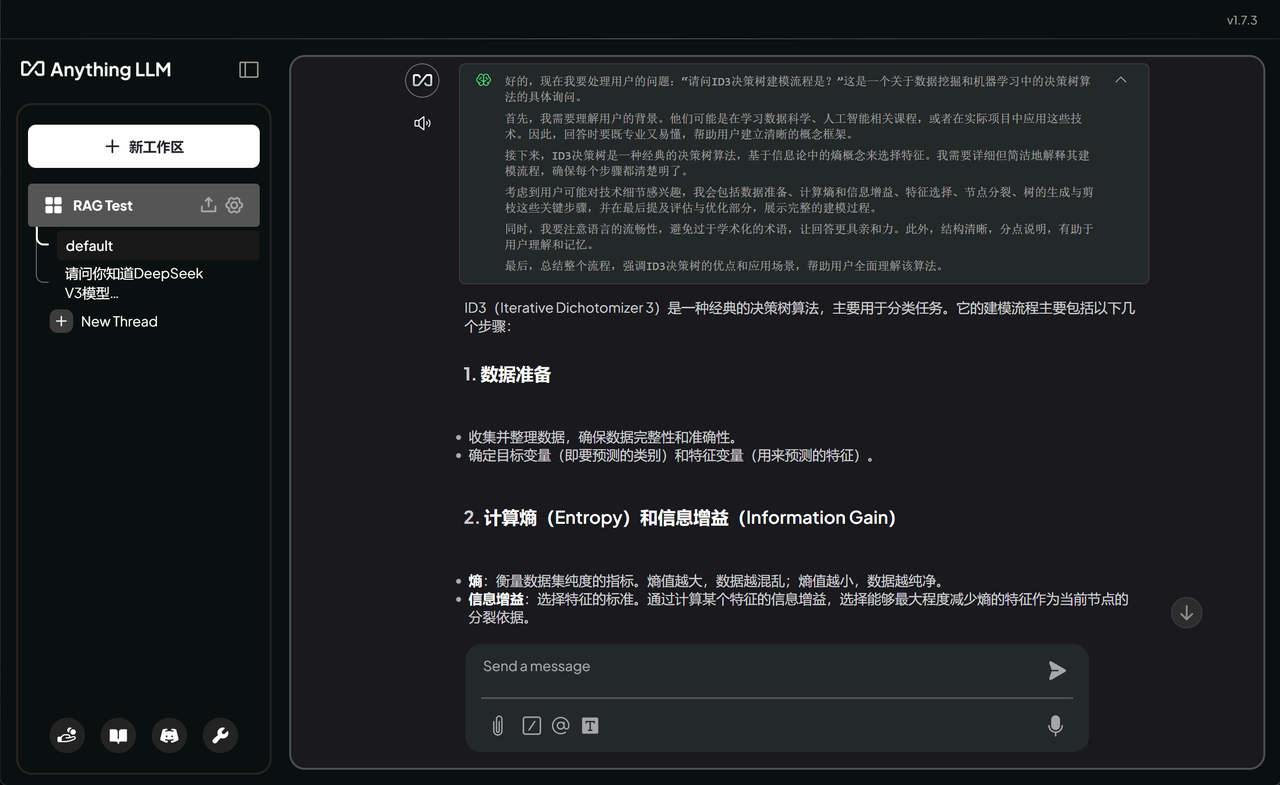 v1.7.3
Anything LLM
新工作区
RAG Test
default
请问你知道DeepSeek
V3模型...
New Thread
好的，现在我要处理用户的问题：“请问ID3决策树建模流程是？”这是一个关于数据挖掘和机器学习中的决策树算
法的具体询问。
首先，我需要理解用户的背景。他们可能是在学习数据科学、人工智能相关课程，或者在实际项目中应用这些技
术。因此，回答时要既专业又易懂，帮助用户建立清晰的概念框架。
接下来，ID3决策树是一种经典的决策树算法，基于信息论中的熵概念来选择特征。我需要详细但简洁地解释其建
模流程，确保每个步骤都清楚明了。
考虑到用户可能对技术细节感兴趣，我会包括数据准备、计算熵和信息增益、特征选择、节点分裂、树的生成与剪
枝这些关键步骤，并在最后提及评估与优化部分，展示完整的建模过程。
同时，我要注意语言的流畅性，避免过于学术化的术语，让回答更具亲和力。此外，结构清晰，分点说明，有助于
用户理解和记忆。
最后，总结整个流程，强调ID3决策树的优点和应用场景，帮助用户全面理解该算法。
ID3（Iterative Dichotomizer 3）是一种经典的决策树算法，主要用于分类任务。它的建模流程主要包括以下几
个步骤：
1. 数据准备
收集并整理数据，确保数据完整性和准确性。
确定目标变量（即要预测的类别）和特征变量（用来预测的特征）。
2. 计算熵（Entropy）和信息增益（Information Gain）
熵：衡量数据集纯度的指标。熵值越大，数据越混乱；熵值越小，数据越纯净。
信息增益：选择特征的标准。通过计算某个特征的信息增益，选择能够最大程度减少熵的特征作为当前节点的
分裂依据。
Send a message